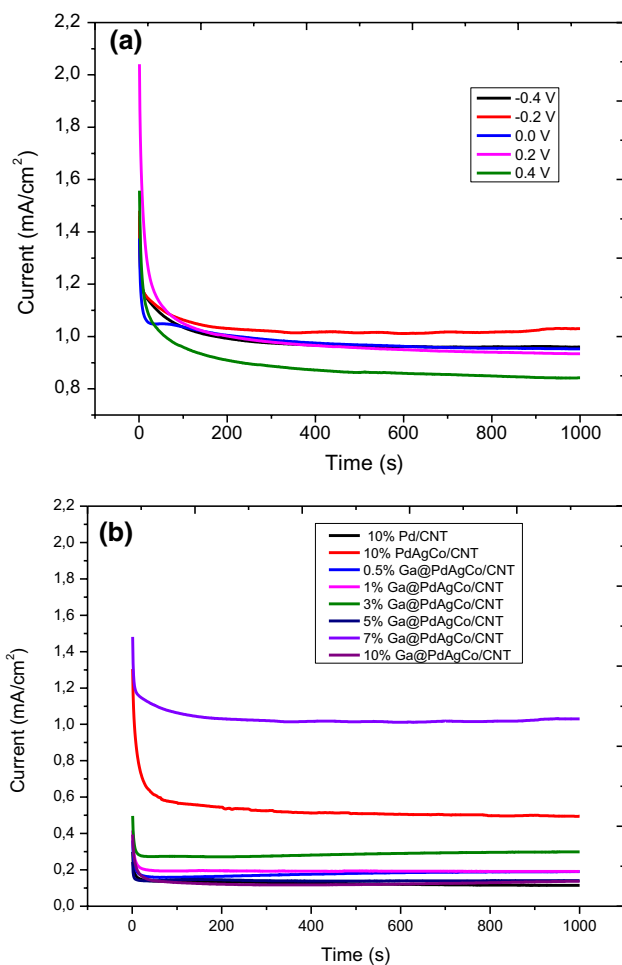 (a)
2,2
2,0
1,8
1,6
1,4
1,2
1,0
0,8
Current (mA/cm²)
-0.4 V
-0.2 V
0.0 V
0.2 V
0.4 V
0 200 400 600 800 1000
Time (s)
(b)
2,2
2,0
1,8
1,6
1,4
1,2
1,0
0,8
0,6
0,4
0,2
0,0
Current (mA/cm²)
10% Pd/CNT
10% PdAgCo/CNT
0.5% Ga@PdAgCo/CNT
1% Ga@PdAgCo/CNT
3% Ga@PdAgCo/CNT
5% Ga@PdAgCo/CNT
7% Ga@PdAgCo/CNT
10% Ga@PdAgCo/CNT
0 200 400 600 800 1000
Time (s)